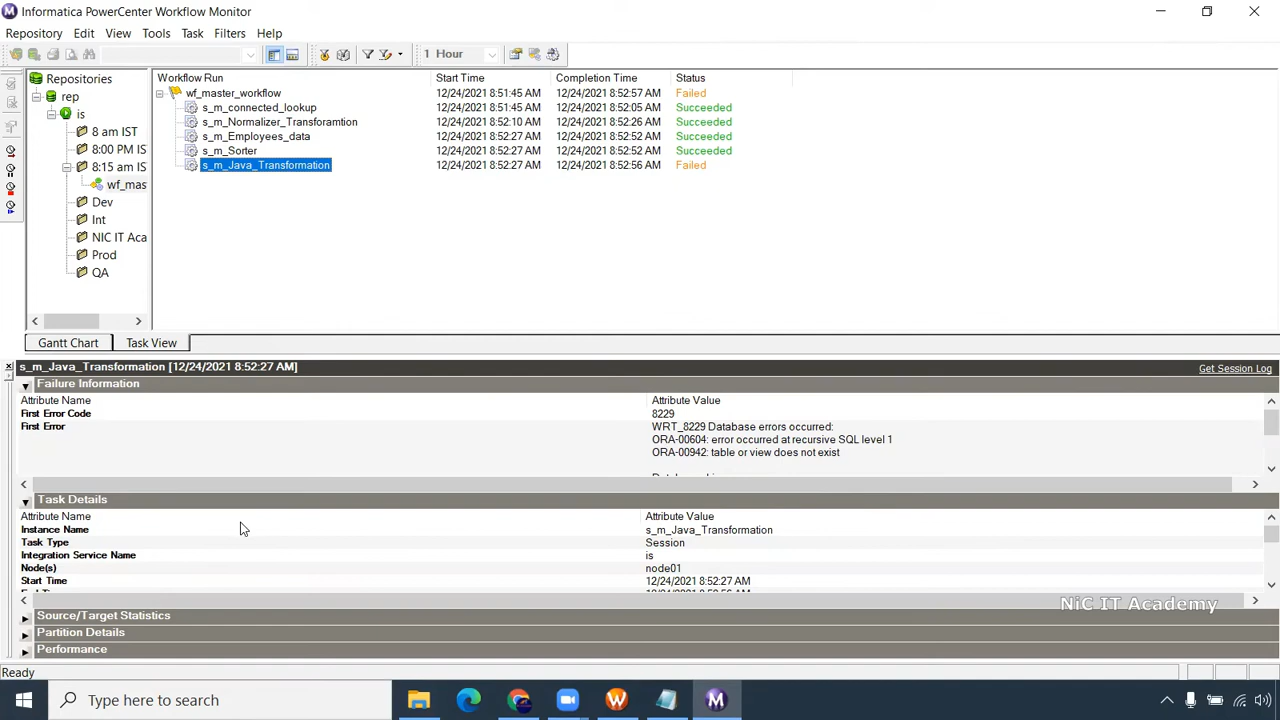 Informatica PowerCenter Workflow Monitor
Repository Edit View Tools Task Filters Help
1 Hour
Repositories
rep
is
8 am IST
8:00 PM IS
8:15 am IS
wf_mas
Dev
Int
NIC IT Aca
Prod
QA
Workflow Run Start Time Completion Time Status
wf_master_workflow 12/24/2021 8:51:45 AM 12/24/2021 8:52:57 AM Failed
s_m_connected_lookup 12/24/2021 8:51:45 AM 12/24/2021 8:52:05 AM Succeeded
s_m_Normalizer_Transforamtion 12/24/2021 8:52:10 AM 12/24/2021 8:52:26 AM Succeeded
s_m_Employees_data 12/24/2021 8:52:27 AM 12/24/2021 8:52:52 AM Succeeded
s_m_Sorter 12/24/2021 8:52:27 AM 12/24/2021 8:52:52 AM Succeeded
s_m_Java_Transformation 12/24/2021 8:52:27 AM 12/24/2021 8:52:56 AM Failed
Gantt Chart Task View
s_m_Java_Transformation [12/24/2021 8:52:27 AM] Get Session Log
Failure Information
Attribute Name Attribute Value
First Error Code 8229
First Error WRT_8229 Database errors occurred:
ORA-00604: error occurred at recursive SQL level 1
ORA-00942: table or view does not exist
Task Details
Attribute Name Attribute Value
Instance Name s_m_Java_Transformation
Task Type Session
Integration Service Name is
Node(s) node01
Start Time 12/24/2021 8:52:27 AM
NiC IT Academy
Source/Target Statistics
Partition Details
Performance
Ready
Type here to search